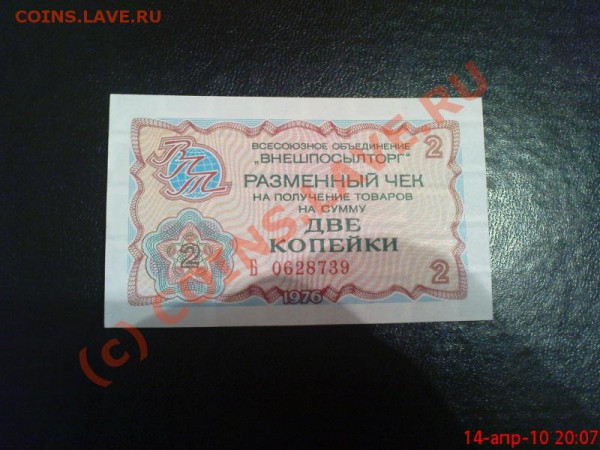 COINS.LAVE.RU
ВПТ
ВСЕСОЮЗНОЕ ОБЪЕДИНЕНИЕ
„ВНЕШПОСЫЛТОРГ"
2
РАЗМЕННЫЙ ЧЕК
НА ПОЛУЧЕНИЕ ТОВАРОВ
НА СУММУ
ДВЕ
КОПЕЙКИ
2
Б 0628739
2
1976
(c) COINS.LAVE.RU
14-апр-10 20:07